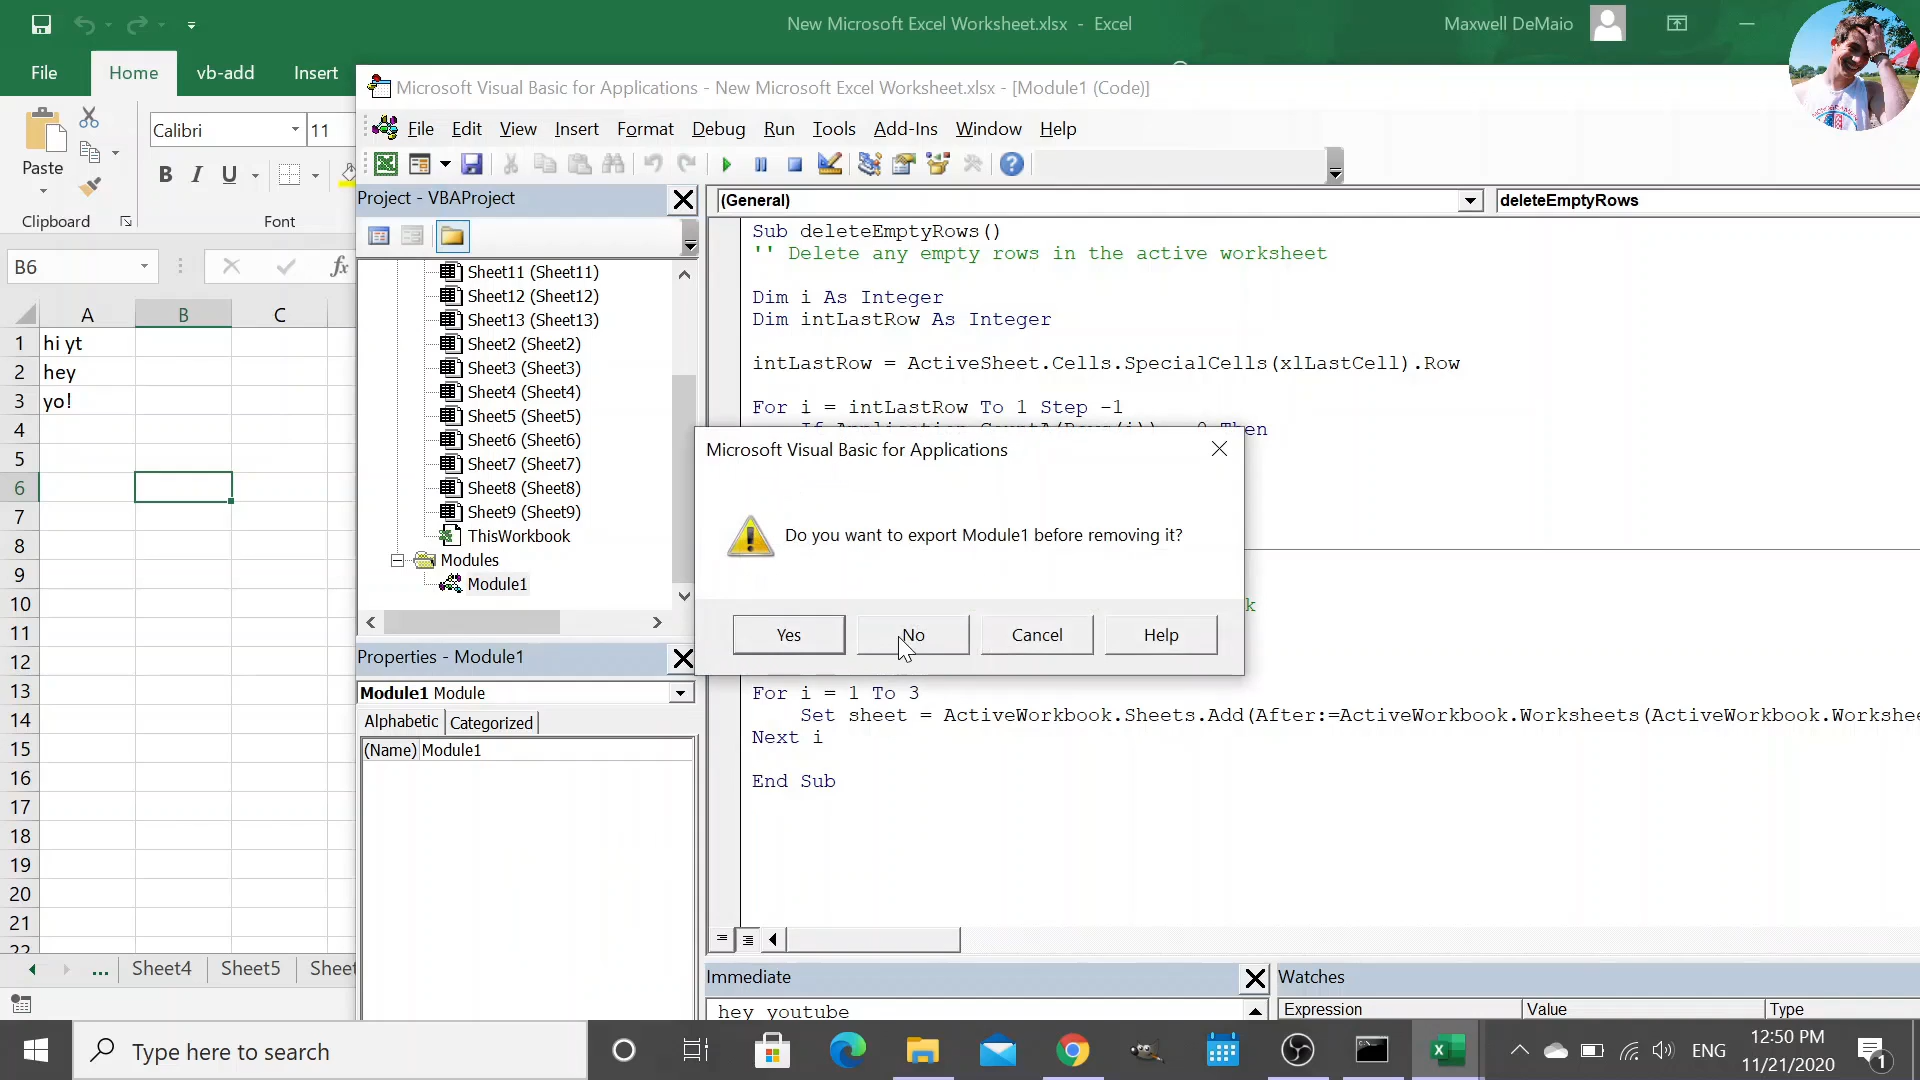 New Microsoft Excel Worksheet.xlsx - Excel
Maxwell DeMaio
File
Home
vb-add
Insert
Paste
Clipboard
Calibri
11
B I U
Font
B6
fx
A B C
1 hi yt
2 hey
3 yo!
4
5
6
7
8
9
10
11
12
13
14
15
16
17
18
19
20
21
22
... Sheet4 Sheet5
Microsoft Visual Basic for Applications - New Microsoft Excel Worksheet.xlsx - [Module1 (Code)]
File Edit View Insert Format Debug Run Tools Add-Ins Window Help
Project - VBAProject
Sheet11 (Sheet11)
Sheet12 (Sheet12)
Sheet13 (Sheet13)
Sheet2 (Sheet2)
Sheet3 (Sheet3)
Sheet4 (Sheet4)
Sheet5 (Sheet5)
Sheet6 (Sheet6)
Sheet7 (Sheet7)
Sheet8 (Sheet8)
Sheet9 (Sheet9)
ThisWorkbook
Modules
Module1
Properties - Module1
Module1 Module
Alphabetic Categorized
(Name) Module1
(General)
deleteEmptyRows
Sub deleteEmptyRows()
'' Delete any empty rows in the active worksheet
Dim i As Integer
Dim intLastRow As Integer
intLastRow = ActiveSheet.Cells.SpecialCells(xlLastCell).Row
For i = intLastRow To 1 Step -1
If Application.CountA(Rows(i)) = 0 Then
Microsoft Visual Basic for Applications
Do you want to export Module1 before removing it?
Yes No Cancel Help
For i = 1 To 3
Set sheet = ActiveWorkbook.Sheets.Add(After:=ActiveWorkbook.Worksheets(ActiveWorkbook.Workshe
Next i
End Sub
Immediate
hey youtube
Watches
Expression Value Type
Type here to search
ENG
12:50 PM
11/21/2020
1